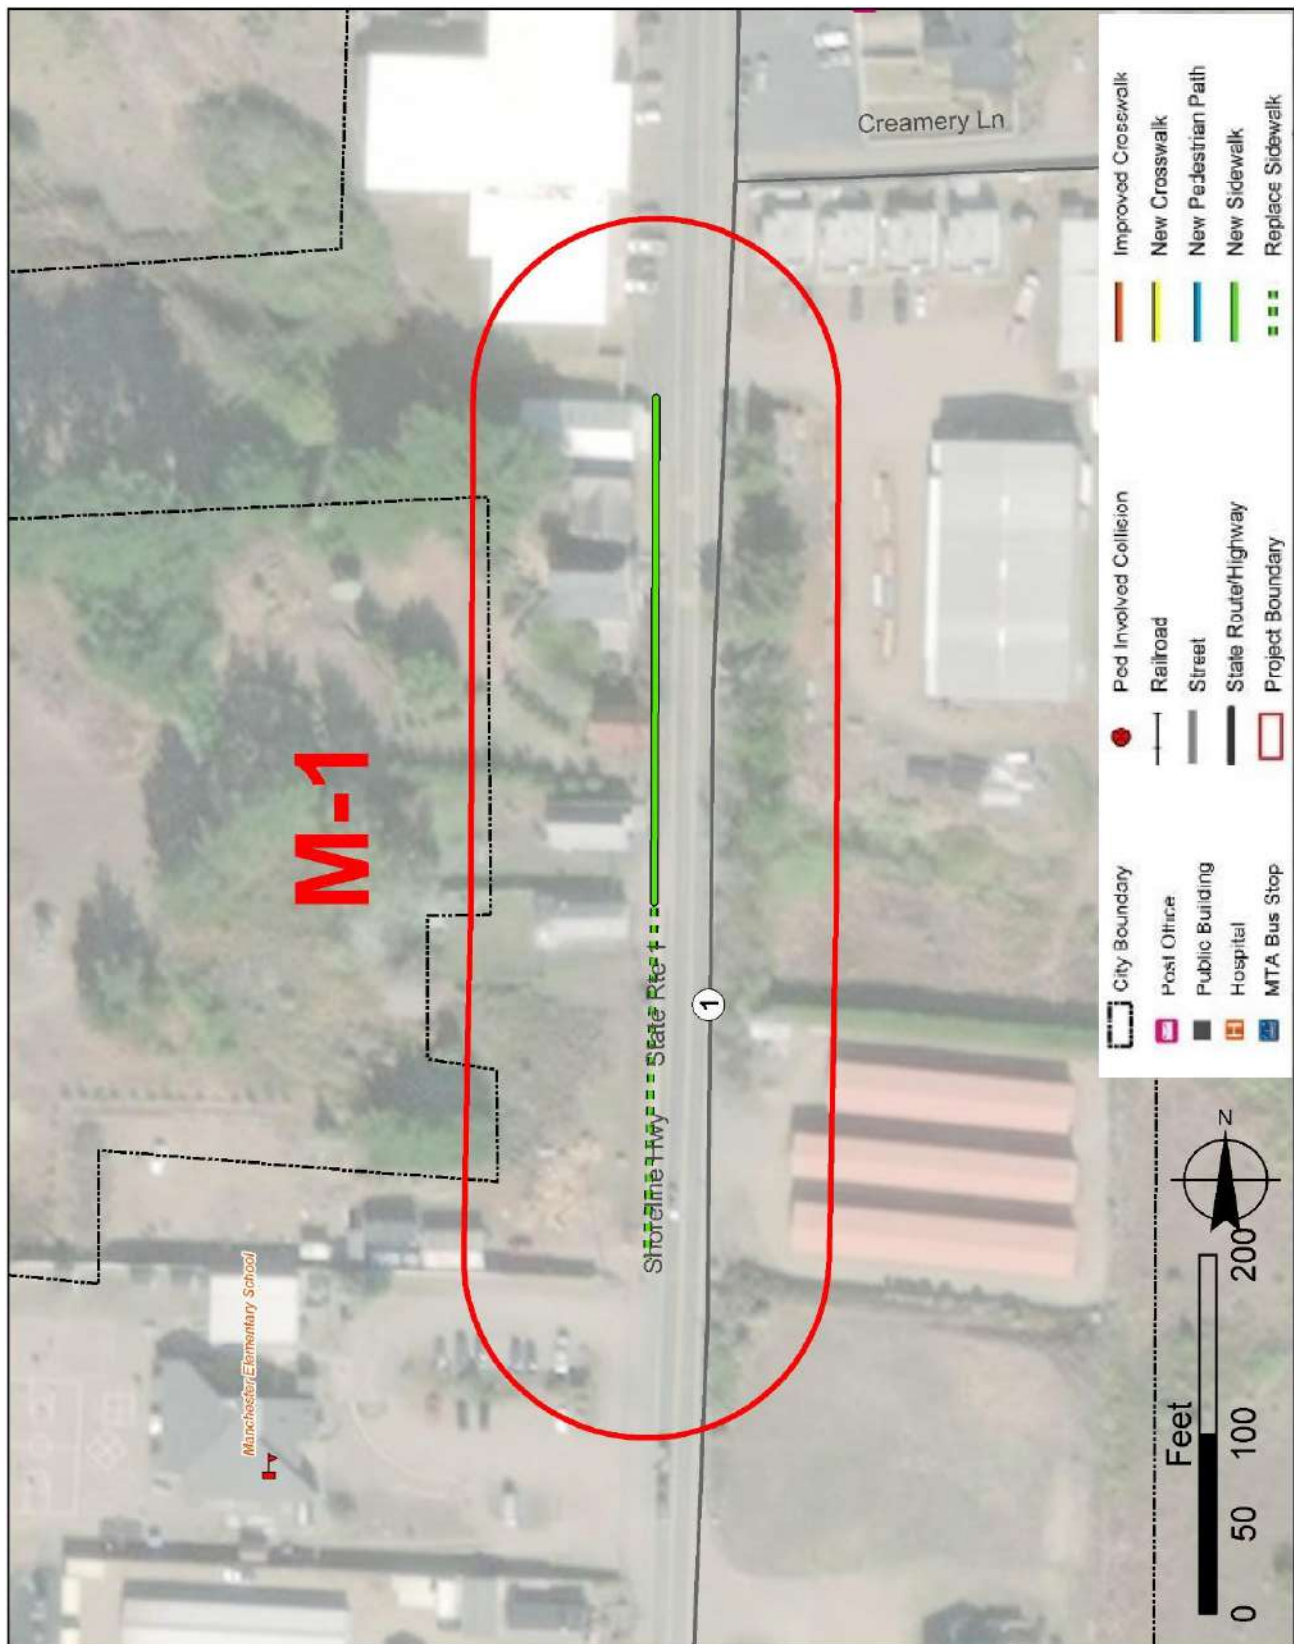 M-1
Creamery Ln
Shoreline Hwy State Rte 1
1
Manchester Elementary School
City Boundary
Post Office
Public Building
Hospital
H
MTA Bus Stop
Ped Involved Collision
Railroad
Street
State Route/Highway
Project Boundary
Improved Crosswalk
New Crosswalk
New Pedestrian Path
New Sidewalk
Replace Sidewalk
N
Feet
0 50 100 200